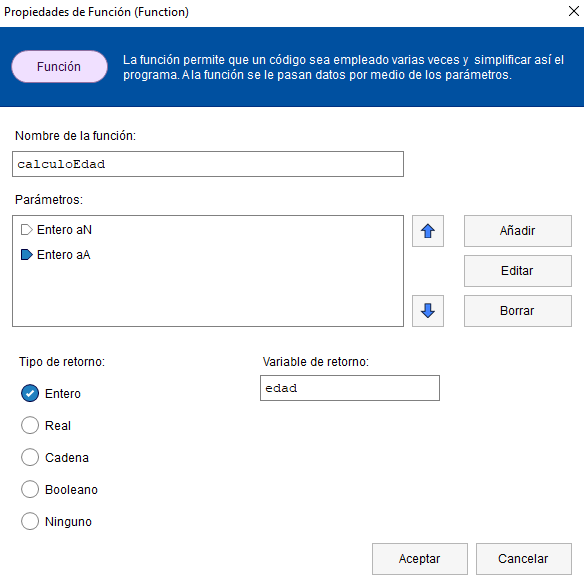 Propiedades de Función (Function)
Función
La función permite que un código sea empleado varias veces y simplificar así el
programa. A la función se le pasan datos por medio de los parámetros.
Nombre de la función:
calculoEdad
Parámetros:
Entero aN
Entero aA
Añadir
Editar
Borrar
Tipo de retorno:
Variable de retorno:
edad
Entero
Real
Cadena
Booleano
Ninguno
Aceptar
Cancelar